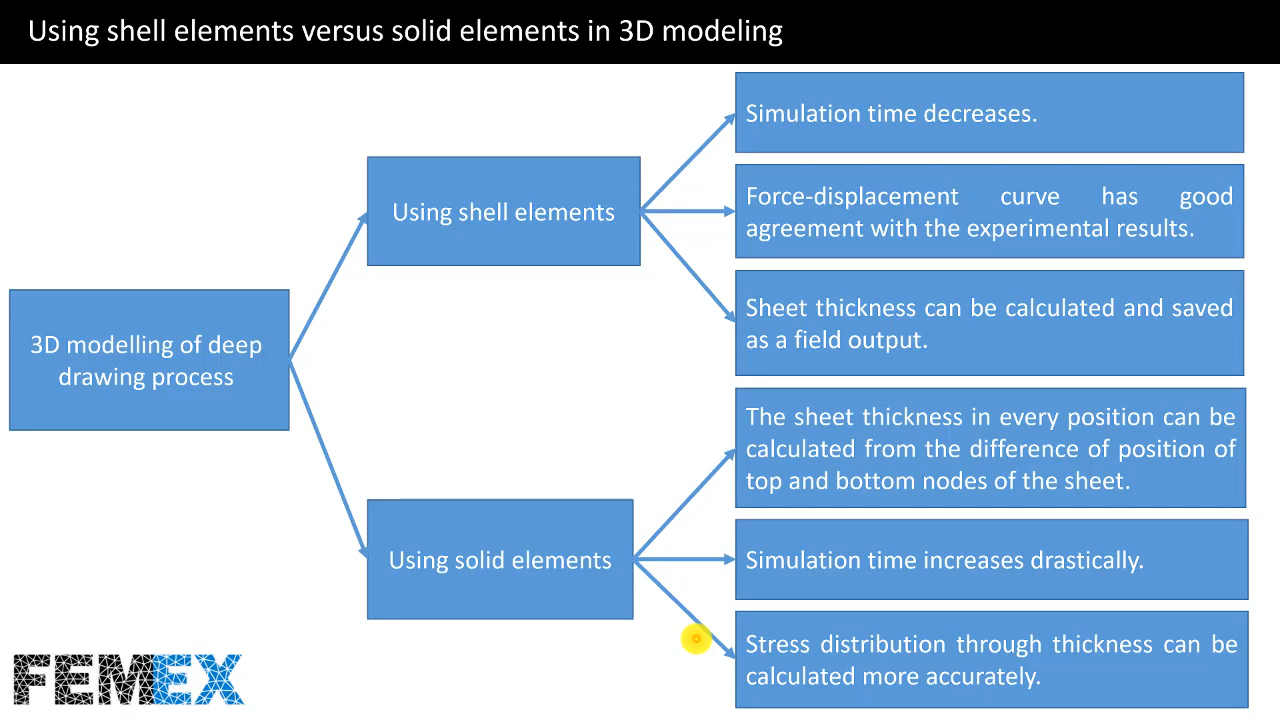 Using shell elements versus solid elements in 3D modeling
3D modelling of deep
drawing process
Using shell elements
Simulation time decreases.
Force-displacement curve has good
agreement with the experimental results.
Sheet thickness can be calculated and saved
as a field output.
Using solid elements
The sheet thickness in every position can be
calculated from the difference of position of
top and bottom nodes of the sheet.
Simulation time increases drastically.
Stress distribution through thickness can be
calculated more accurately.
FEMEX